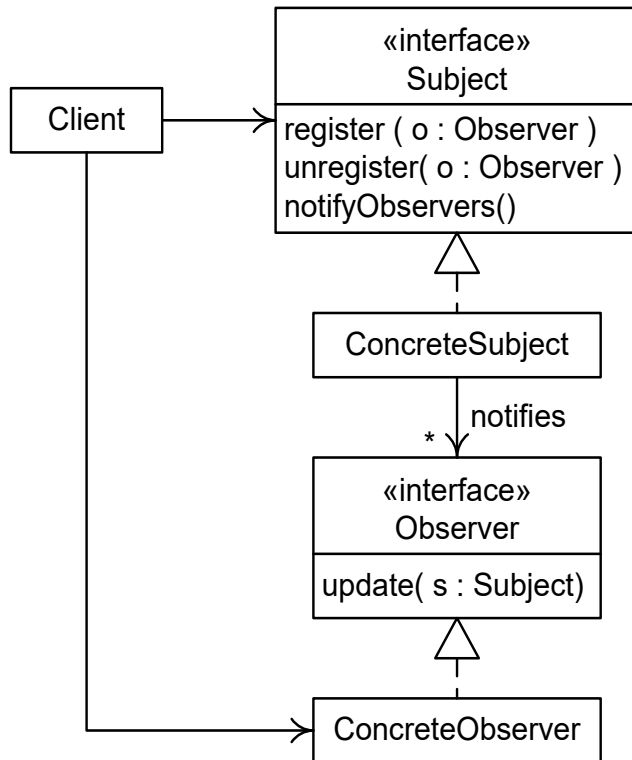 «interface»
Subject
Client
register ( o : Observer )
unregister( o : Observer )
notifyObservers()
ConcreteSubject
notifies
*
«interface»
Observer
update( s : Subject)
ConcreteObserver